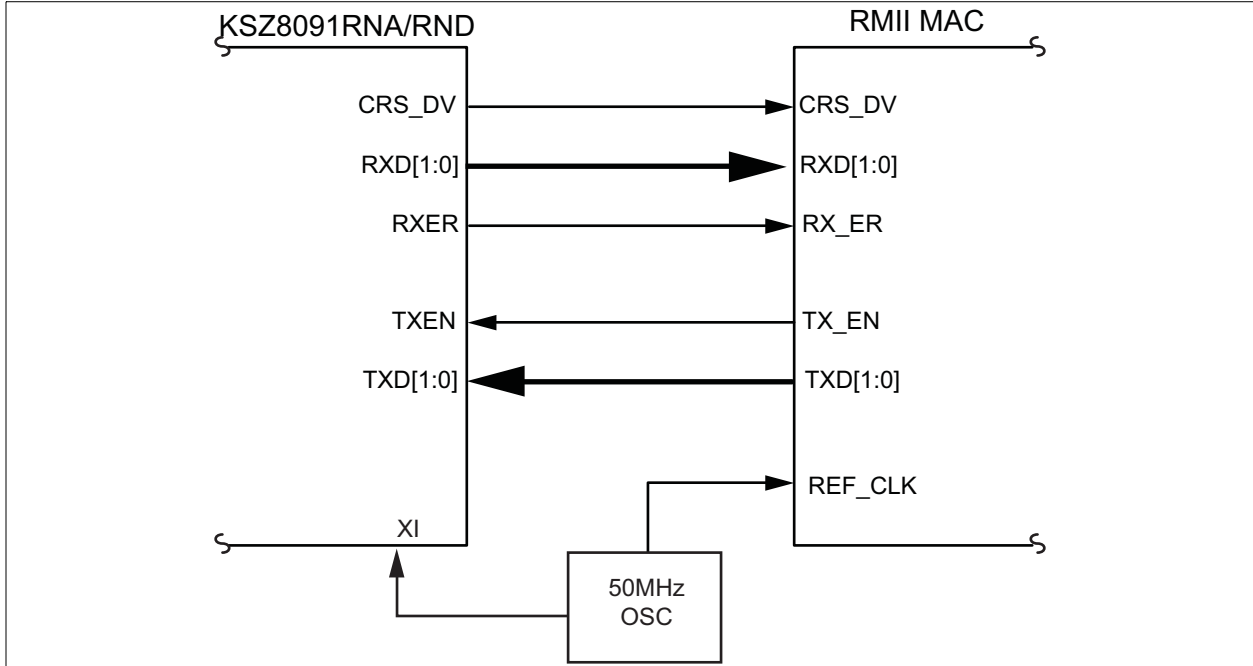 KSZ8091RNA/RND
RMII MAC
CRS_DV
CRS_DV
RXD[1:0]
RXD[1:0]
RXER
RX_ER
TXEN
TX_EN
TXD[1:0]
TXD[1:0]
REF_CLK
XI
50MHz
OSC